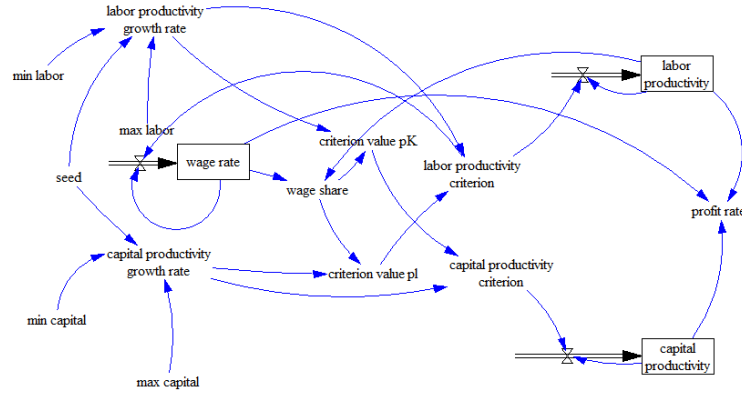 labor productivity
growth rate
labor
productivity
min labor
max labor
criterion value pK
wage rate
labor productivity
criterion
seed
wage share
profit rate
capital productivity
growth rate
criterion value pl
capital productivity
criterion
min capital
capital
productivity
max capital